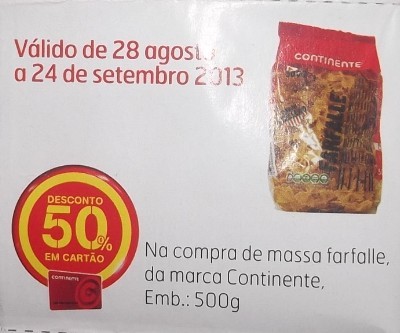 Válido de 28 agosto
a 24 de setembro 2013
CONTINENTE
FARFALLE
DESCONTO
50%
EM CARTÃO
CONTINENTE
Na compra de massa farfalle,
da marca Continente,
Emb.: 500g